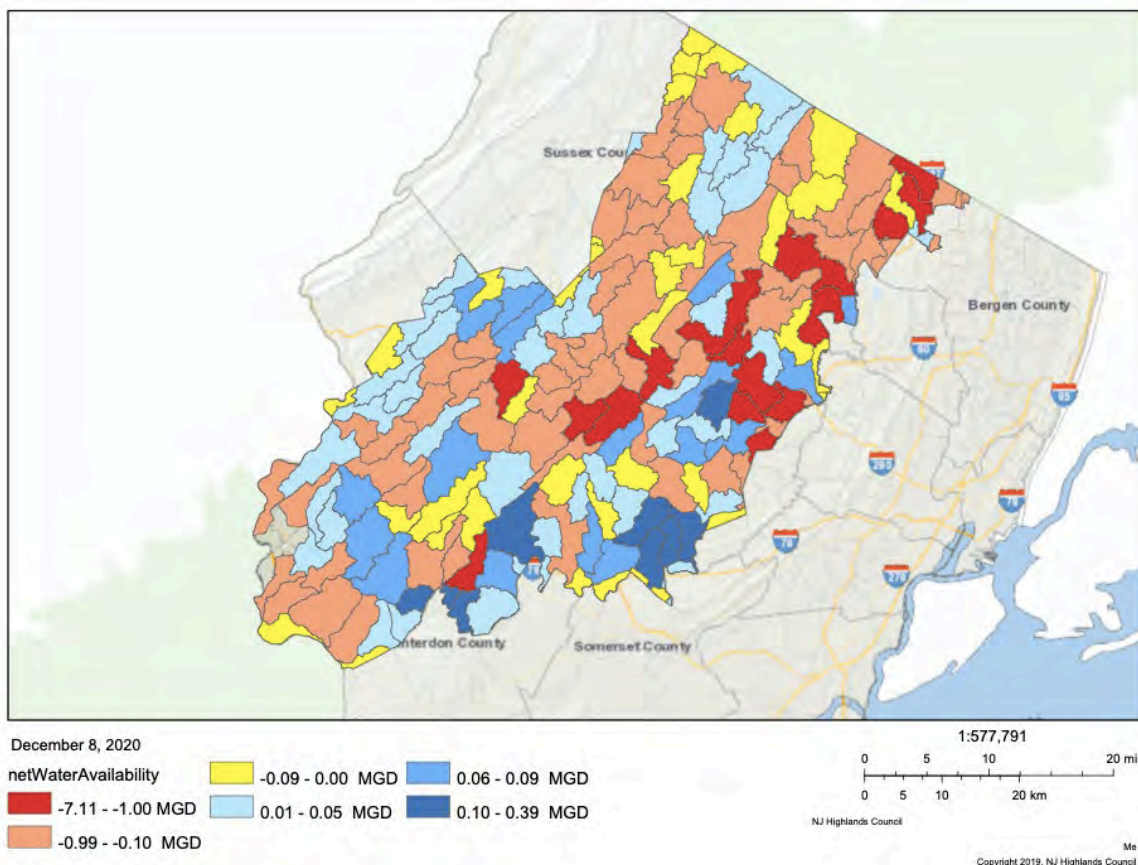 Sussex Cou
Bergen County
80
95
280
78
78
278
nterdon County
Somerset County
December 8, 2020
netWaterAvailability
-7.11 - -1.00 MGD
-0.99 - -0.10 MGD
-0.09 - 0.00 MGD
0.01 - 0.05 MGD
0.06 - 0.09 MGD
0.10 - 0.39 MGD
1:577,791
0 5 10 20 mi
0 5 10 20 km
NJ Highlands Council
Me
Copyright 2019, NJ Highlands Council